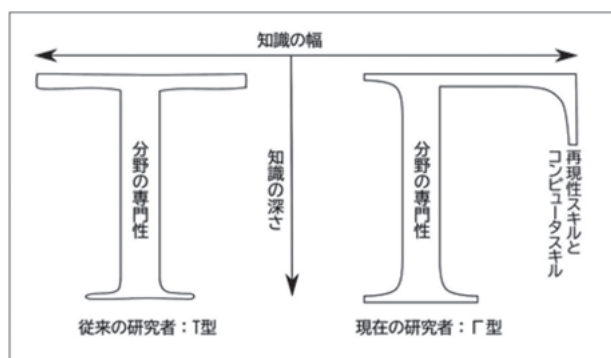 知識の幅
分野の専門性
知識の深さ
分野の専門性
再現性スキルと
コンピュータスキル
従来の研究者：T型
現在の研究者：Γ型